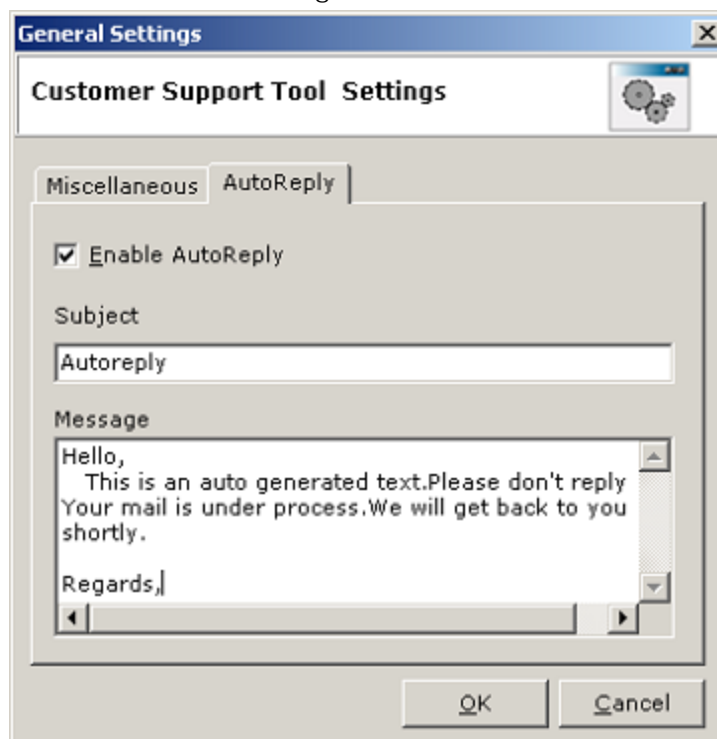 General Settings
Customer Support Tool Settings
Miscellaneous AutoReply
Enable AutoReply
Subject
Autoreply
Message
Hello,
This is an auto generated text.Please don't reply
Your mail is under process.We will get back to you
shortly.
Regards,
OK Cancel